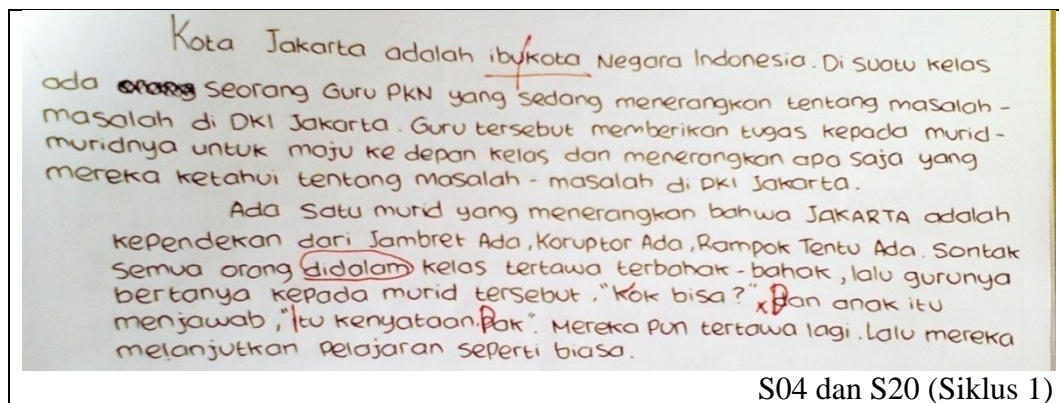 Kota Jakarta adalah ibukota Negara Indonesia. Di suatu kelas
ada seorang Guru PKN yang sedang menerangkan tentang masalah-
masalah di DKI Jakarta. Guru tersebut memberikan tugas kepada murid-
muridnya untuk maju ke depan kelas dan menerangkan apa saja yang
mereka ketahui tentang masalah-masalah di DKI Jakarta.
Ada satu murid yang menerangkan bahwa JAKARTA adalah
kependekan dari Jambret Ada, Koruptor Ada, Rampok Tentu Ada. Sontak
semua orang didalam kelas tertawa terbahak-bahak, lalu gurunya
bertanya kepada murid tersebut, "Kok bisa?" Dan anak itu
menjawab, "Itu kenyataan Pak". Mereka pun tertawa lagi. Lalu mereka
melanjutkan pelajaran seperti biasa.
S04 dan S20 (Siklus 1)